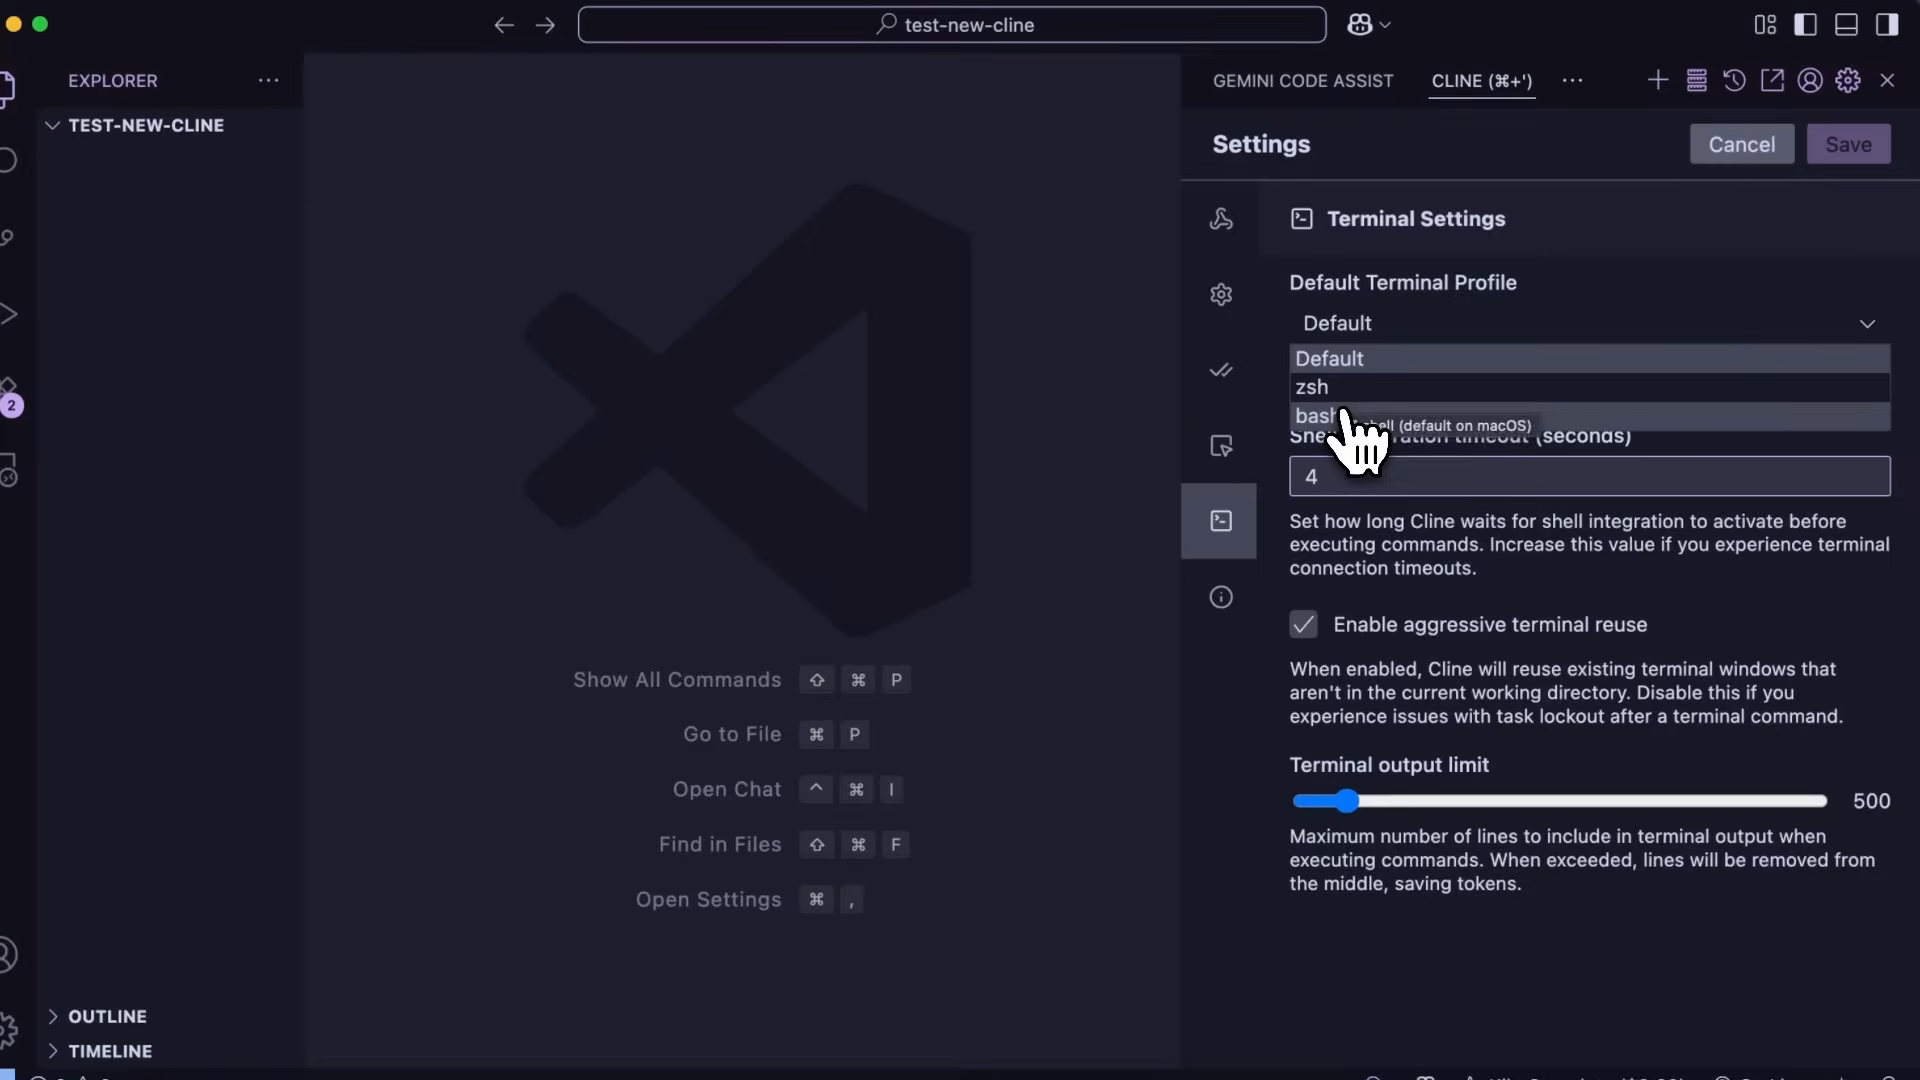 test-new-cline
EXPLORER
TEST-NEW-CLINE
2
Show All Commands ⇧ ⌘ P
Go to File ⌘ P
Open Chat ^ ⌘ I
Find in Files ⇧ ⌘ F
Open Settings ⌘ ,
OUTLINE
TIMELINE
GEMINI CODE ASSIST CLINE (⌘+')
Settings
Cancel Save
Terminal Settings
Default Terminal Profile
Default
Default
zsh
bash
(default on macOS)
timeout (seconds)
4
Set how long Cline waits for shell integration to activate before
executing commands. Increase this value if you experience terminal
connection timeouts.
Enable aggressive terminal reuse
When enabled, Cline will reuse existing terminal windows that
aren't in the current working directory. Disable this if you
experience issues with task lockout after a terminal command.
Terminal output limit
500
Maximum number of lines to include in terminal output when
executing commands. When exceeded, lines will be removed from
the middle, saving tokens.